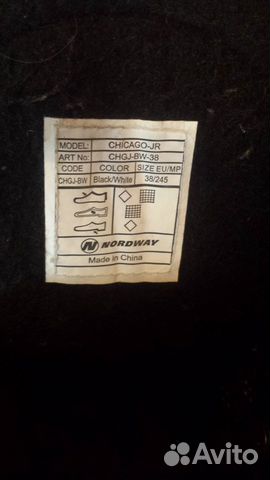 MODEL: CHICAGO-JR
ART No: CHGJ-BW-38
CODE COLOR SIZE EU/MP
CHGJ-BW Black/White 38/245
N NORDWAY
Made in China
Avito